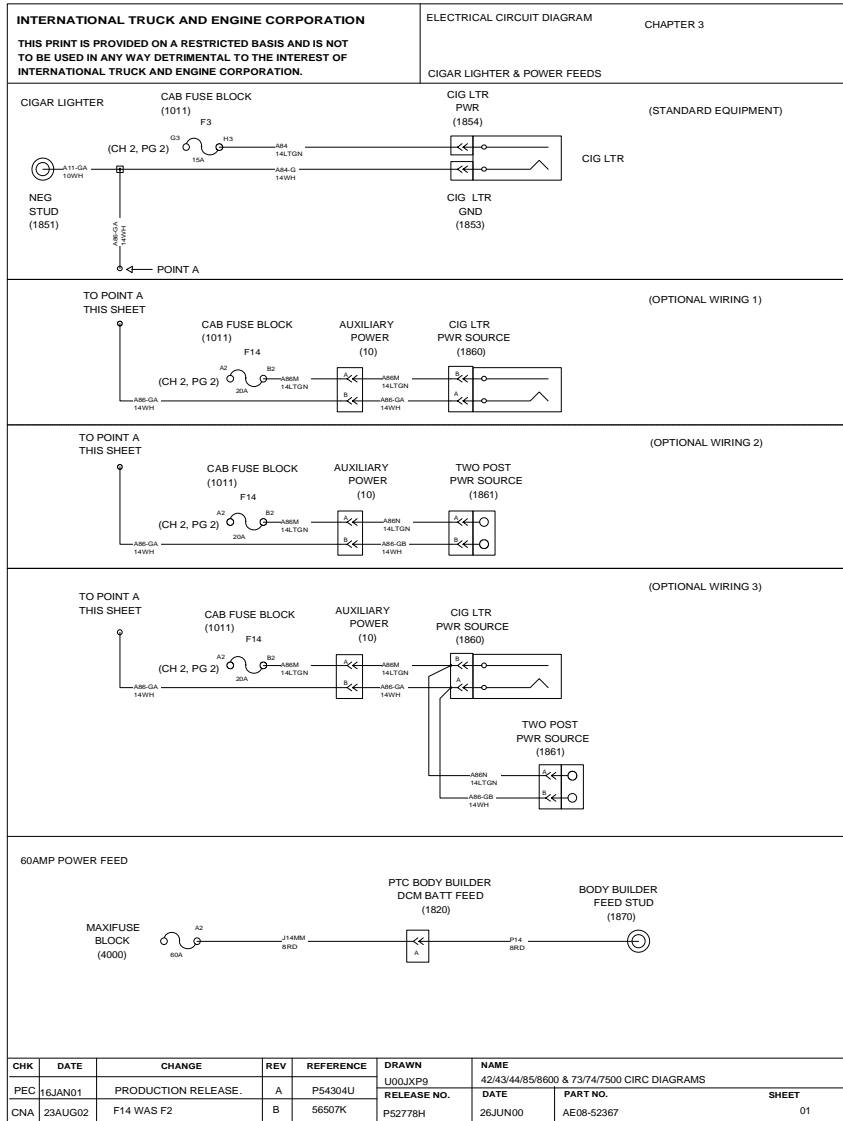 INTERNATIONAL TRUCK AND ENGINE CORPORATION
THIS PRINT IS PROVIDED ON A RESTRICTED BASIS AND IS NOT
TO BE USED IN ANY WAY DETRIMENTAL TO THE INTEREST OF
INTERNATIONAL TRUCK AND ENGINE CORPORATION.
ELECTRICAL CIRCUIT DIAGRAM
CHAPTER 3
CIGAR LIGHTER & POWER FEEDS
CIGAR LIGHTER
CAB FUSE BLOCK
(1011)
F3
G3
H3
(CH 2, PG 2)
15A
A84
14LTGN
CIG LTR
PWR
(1854)
(STANDARD EQUIPMENT)
CIG LTR
A11-GA
10WH
A84-G
14WH
NEG
STUD
(1851)
CIG LTR
GND
(1853)
A86-GA
14WH
POINT A
TO POINT A
THIS SHEET
(OPTIONAL WIRING 1)
CAB FUSE BLOCK
(1011)
F14
AUXILIARY
POWER
(10)
CIG LTR
PWR SOURCE
(1860)
A2
B2
(CH 2, PG 2)
20A
A86M
14LTGN
A
A86M
14LTGN
B
A86-GA
14WH
B
A86-GA
14WH
A
TO POINT A
THIS SHEET
(OPTIONAL WIRING 2)
CAB FUSE BLOCK
(1011)
F14
AUXILIARY
POWER
(10)
TWO POST
PWR SOURCE
(1861)
A2
B2
(CH 2, PG 2)
20A
A86M
14LTGN
A
A86N
14LTGN
A
A86-GA
14WH
B
A86-GB
14WH
B
TO POINT A
THIS SHEET
(OPTIONAL WIRING 3)
CAB FUSE BLOCK
(1011)
F14
AUXILIARY
POWER
(10)
CIG LTR
PWR SOURCE
(1860)
A2
B2
(CH 2, PG 2)
20A
A86M
14LTGN
A
A86M
14LTGN
B
A86-GA
14WH
B
A86-GA
14WH
A
TWO POST
PWR SOURCE
(1861)
A86N
14LTGN
A
A86-GB
14WH
B
60AMP POWER FEED
PTC BODY BUILDER
DCM BATT FEED
(1820)
BODY BUILDER
FEED STUD
(1870)
MAXIFUSE
BLOCK
(4000)
A2
60A
J14MM
8RD
A
P14
8RD
CHK DATE CHANGE REV REFERENCE DRAWN NAME
PEC 16JAN01 PRODUCTION RELEASE. A P54304U U00JXP9 42/43/44/85/8600 & 73/74/7500 CIRC DIAGRAMS
RELEASE NO. DATE PART NO. SHEET
CNA 23AUG02 F14 WAS F2 B 56507K P52778H 26JUN00 AE08-52367 01